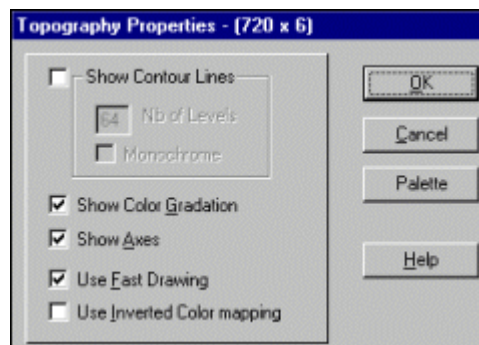 Topography Properties - (720 x 6)
Show Contour Lines
64 Nb of Levels
Monochrome
Show Color Gradation
Show Axes
Use Fast Drawing
Use Inverted Color mapping
OK
Cancel
Palette
Help